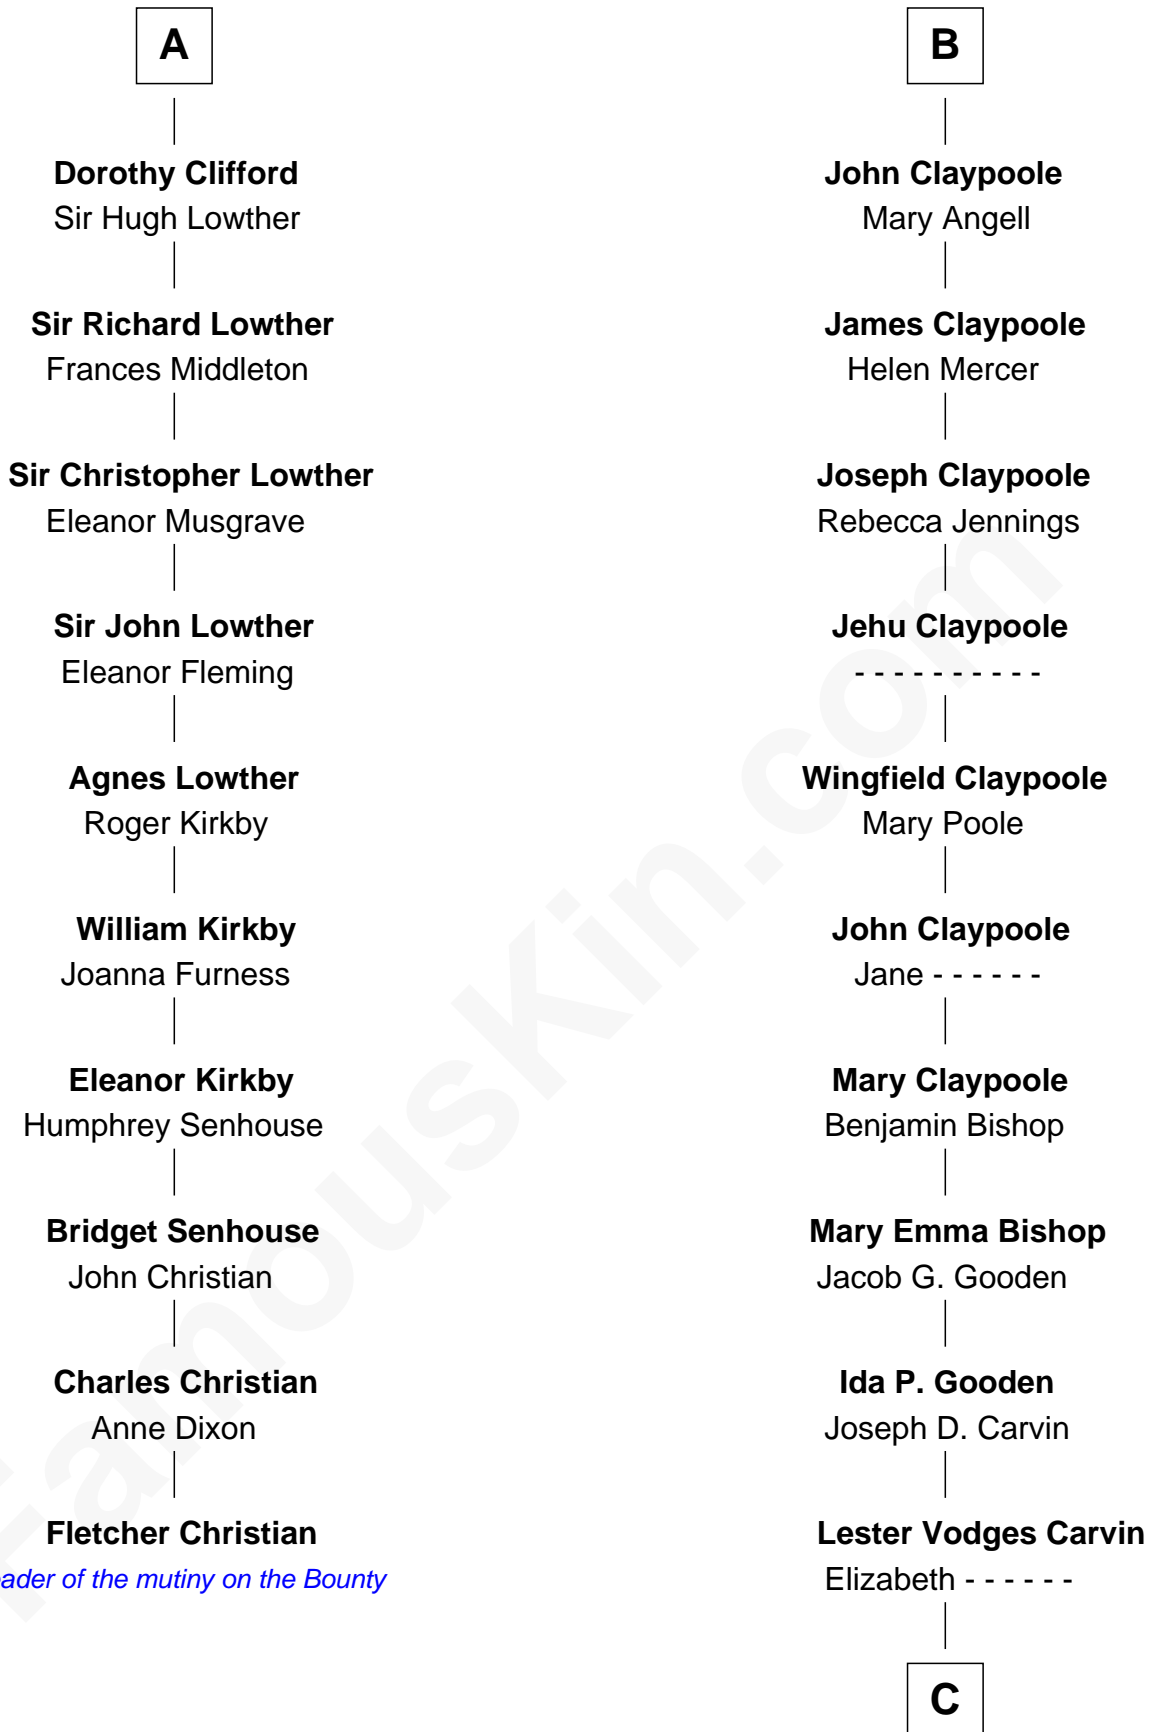 A
Dorothy Clifford
Sir Hugh Lowther
Sir Richard Lowther
Frances Middleton
Sir Christopher Lowther
Eleanor Musgrave
Sir John Lowther
Eleanor Fleming
Agnes Lowther
Roger Kirkby
William Kirkby
Joanna Furness
Eleanor Kirkby
Humphrey Senhouse
Bridget Senhouse
John Christian
Charles Christian
Anne Dixon
Fletcher Christian
of the mutiny on the Bounty
B
John Claypoole
Mary Angell
James Claypoole
Helen Mercer
Joseph Claypoole
Rebecca Jennings
Jehu Claypoole
- - - - - - - - - -
Wingfield Claypoole
Mary Poole
John Claypoole
Jane - - - - - -
Mary Claypoole
Benjamin Bishop
Mary Emma Bishop
Jacob G. Gooden
Ida P. Gooden
Joseph D. Carvin
Lester Vodges Carvin
Elizabeth - - - - - -
C
FamousKin.com